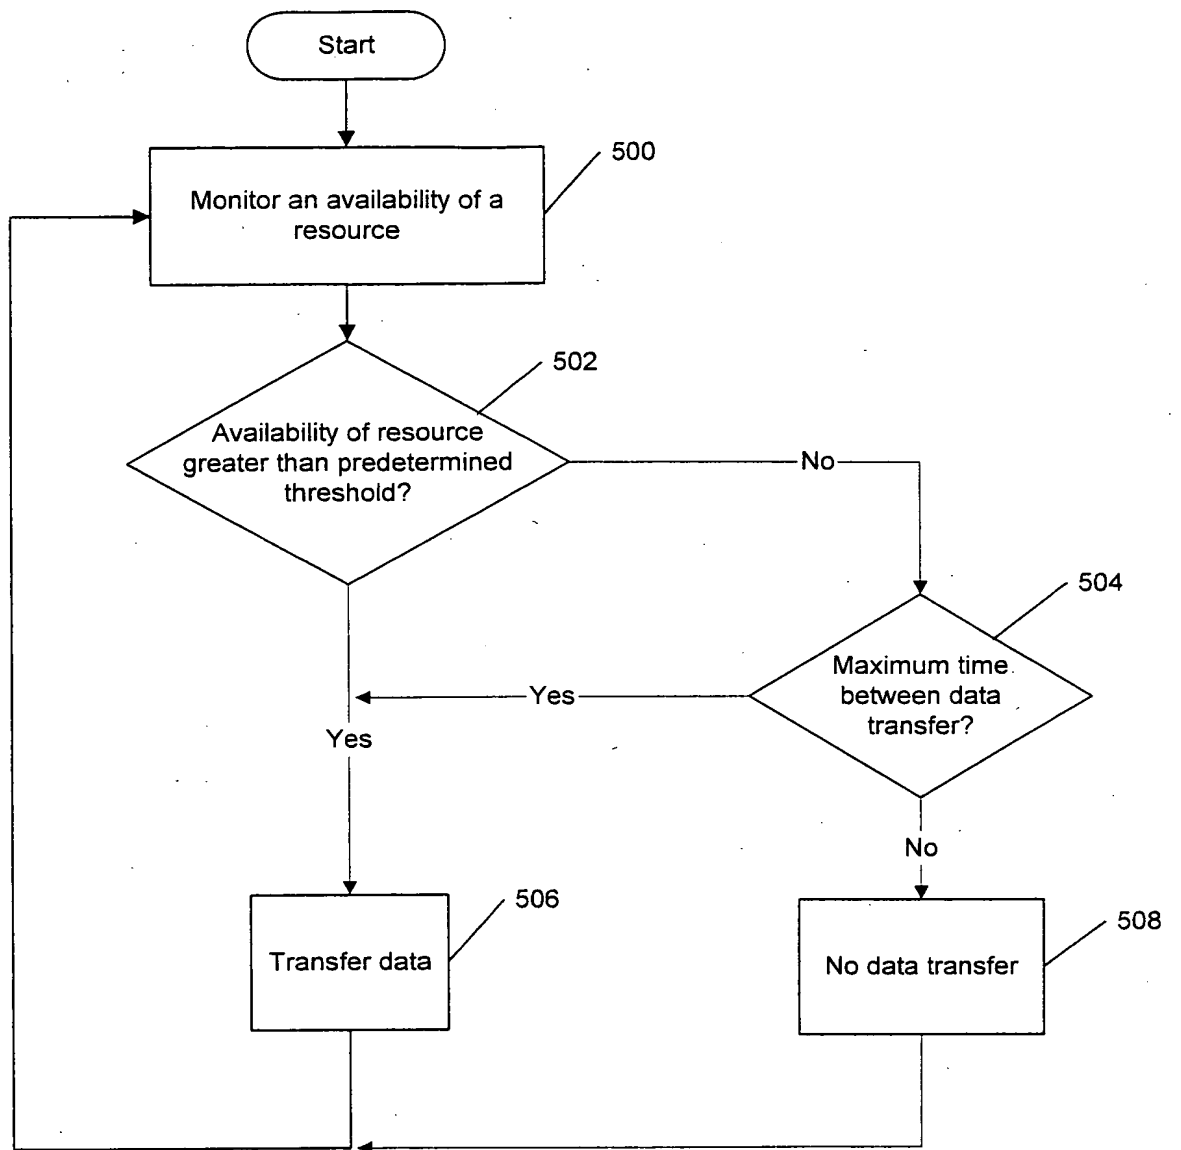 Start
500
Monitor an availability of a
resource
502
Availability of resource
greater than predetermined
threshold?
No
504
Maximum time
between data
transfer?
Yes
Yes
No
506
Transfer data
508
No data transfer